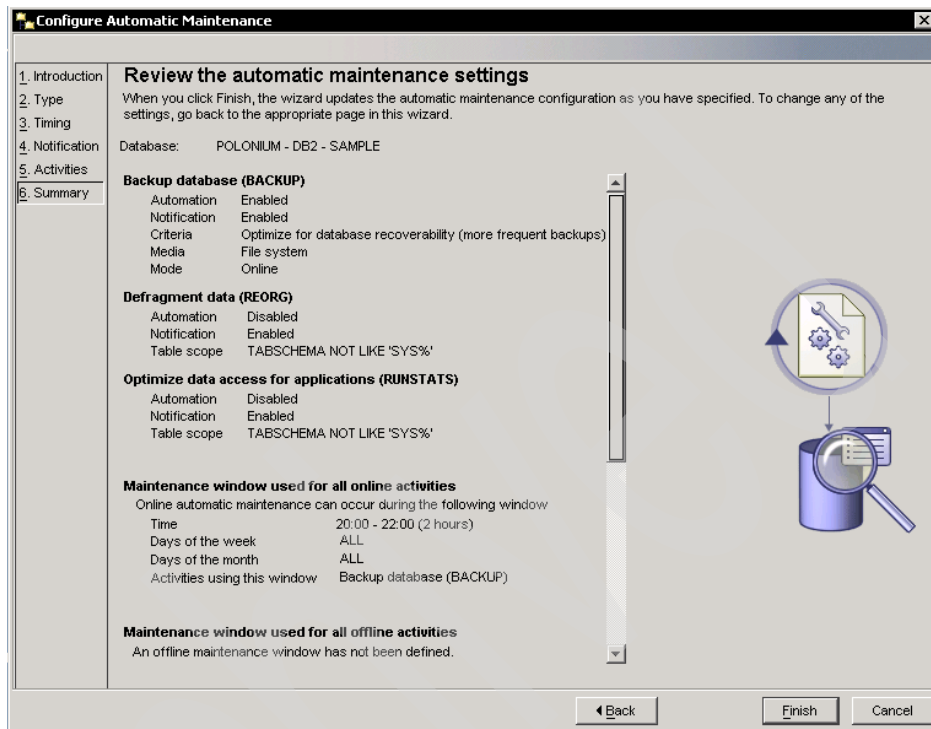 Configure Automatic Maintenance
1. Introduction
2. Type
3. Timing
4. Notification
5. Activities
6. Summary
Review the automatic maintenance settings
When you click Finish, the wizard updates the automatic maintenance configuration as you have specified. To change any of the
settings, go back to the appropriate page in this wizard.
Database: POLONIUM - DB2 - SAMPLE
Backup database (BACKUP)
Automation Enabled
Notification Enabled
Criteria Optimize for database recoverability (more frequent backups)
Media File system
Mode Online
Defragment data (REORG)
Automation Disabled
Notification Enabled
Table scope TABSCHEMA NOT LIKE 'SYS%'
Optimize data access for applications (RUNSTATS)
Automation Disabled
Notification Enabled
Table scope TABSCHEMA NOT LIKE 'SYS%'
Maintenance window used for all online activities
Online automatic maintenance can occur during the following window
Time 20:00 - 22:00 (2 hours)
Days of the week ALL
Days of the month ALL
Activities using this window Backup database (BACKUP)
Maintenance window used for all offline activities
An offline maintenance window has not been defined.
Back
Finish
Cancel